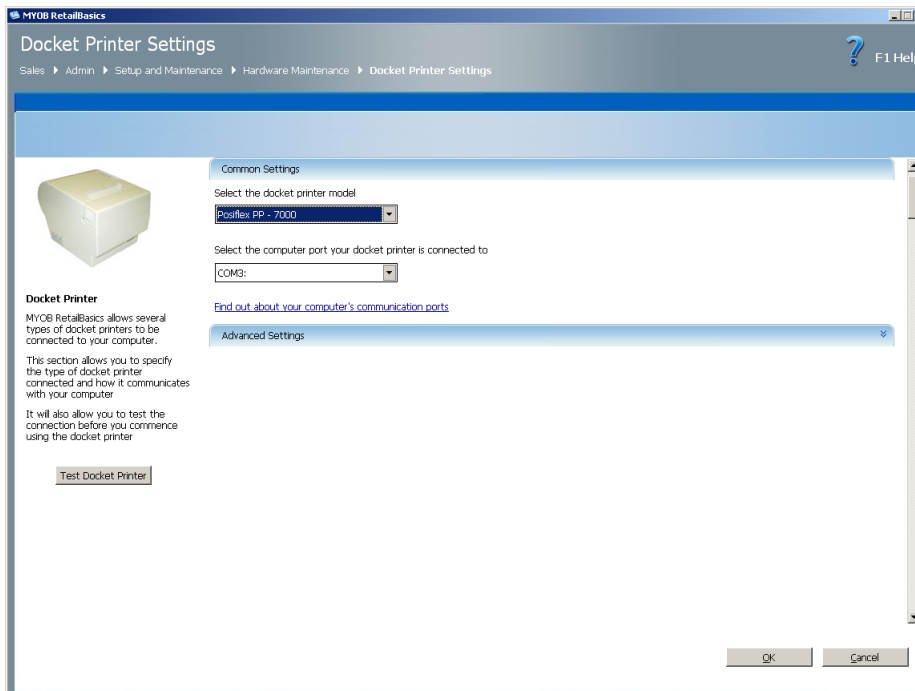 MYOB RetailBasics
Docket Printer Settings
Sales ▶ Admin ▶ Setup and Maintenance ▶ Hardware Maintenance ▶ Docket Printer Settings
? F1 Hel
Common Settings
Select the docket printer model
Posiflex PP - 7000
Select the computer port your docket printer is connected to
COM3:
Find out about your computer's communication ports
Advanced Settings
Docket Printer
MYOB RetailBasics allows several
types of docket printers to be
connected to your computer.
This section allows you to specify
the type of docket printer
connected and how it communicates
with your computer
It will also allow you to test the
connection before you commence
using the docket printer
Test Docket Printer
OK
Cancel